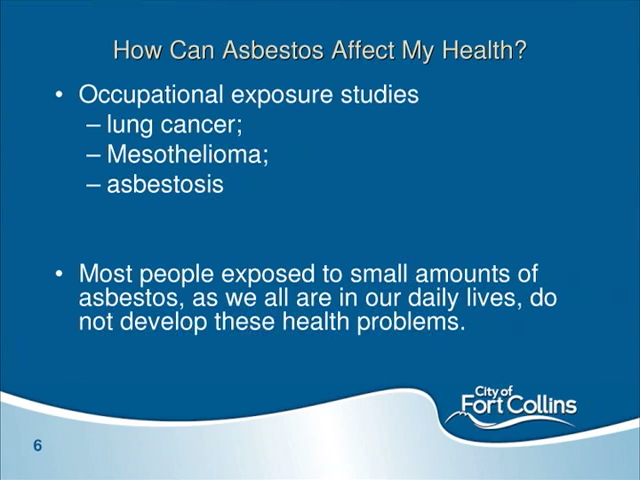 How Can Asbestos Affect My Health?
• Occupational exposure studies
– lung cancer;
– Mesothelioma;
– asbestosis
• Most people exposed to small amounts of
asbestos, as we all are in our daily lives, do
not develop these health problems.
City of
Fort Collins
6